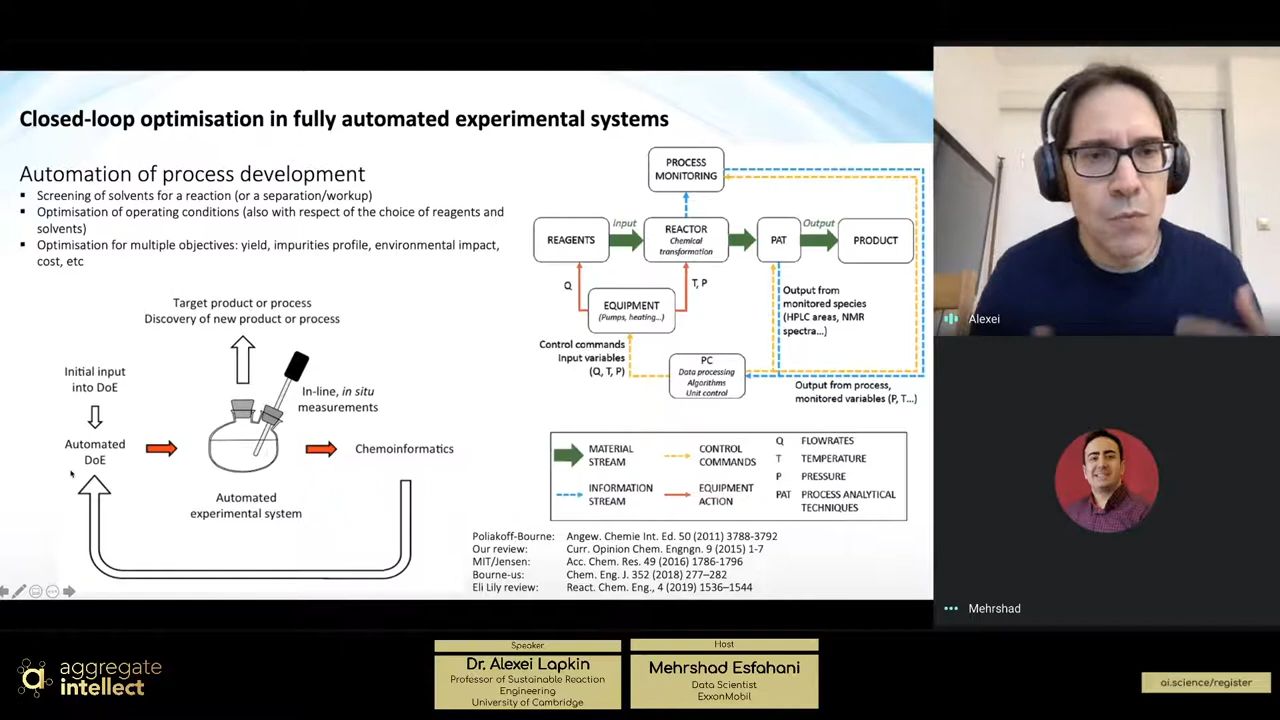 Closed-loop optimisation in fully automated experimental systems
Automation of process development
▪ Screening of solvents for a reaction (or a separation/workup)
▪ Optimisation of operating conditions (also with respect of the choice of reagents and
solvents)
▪ Optimisation for multiple objectives: yield, impurities profile, environmental impact,
cost, etc
Target product or process
Discovery of new product or process
Initial input
into DoE
In-line, in situ
measurements
Automated
DoE
Chemoinformatics
Automated
experimental system
PROCESS
MONITORING
Input
Output
REAGENTS
REACTOR
Chemical
transformation
PAT
PRODUCT
Q
T, P
EQUIPMENT
(Pumps, heating...)
Output from
monitored species
(HPLC areas, NMR
spectra...)
Control commands
Input variables
(Q, T, P)
PC
Data processing
Algorithms
Unit control
Output from process,
monitored variables (P, T...)
MATERIAL
STREAM
CONTROL
COMMANDS
INFORMATION
STREAM
EQUIPMENT
ACTION
Q FLOWRATES
T TEMPERATURE
P PRESSURE
PAT PROCESS ANALYTICAL
TECHNIQUES
Poliakoff-Bourne: Angew. Chemie Int. Ed. 50 (2011) 3788-3792
Our review: Curr. Opinion Chem. Engngn. 9 (2015) 1-7
MIT/Jensen: Acc. Chem. Res. 49 (2016) 1786-1796
Bourne-us: Chem. Eng. J. 352 (2018) 277–282
Eli Lily review: React. Chem. Eng., 4 (2019) 1536–1544
Alexei
Mehrshad
aggregate
intellect
Speaker
Dr. Alexei Lapkin
Professor of Sustainable Reaction
Engineering
University of Cambridge
Host
Mehrshad Esfahani
Data Scientist
ExxonMobil
ai.science/register